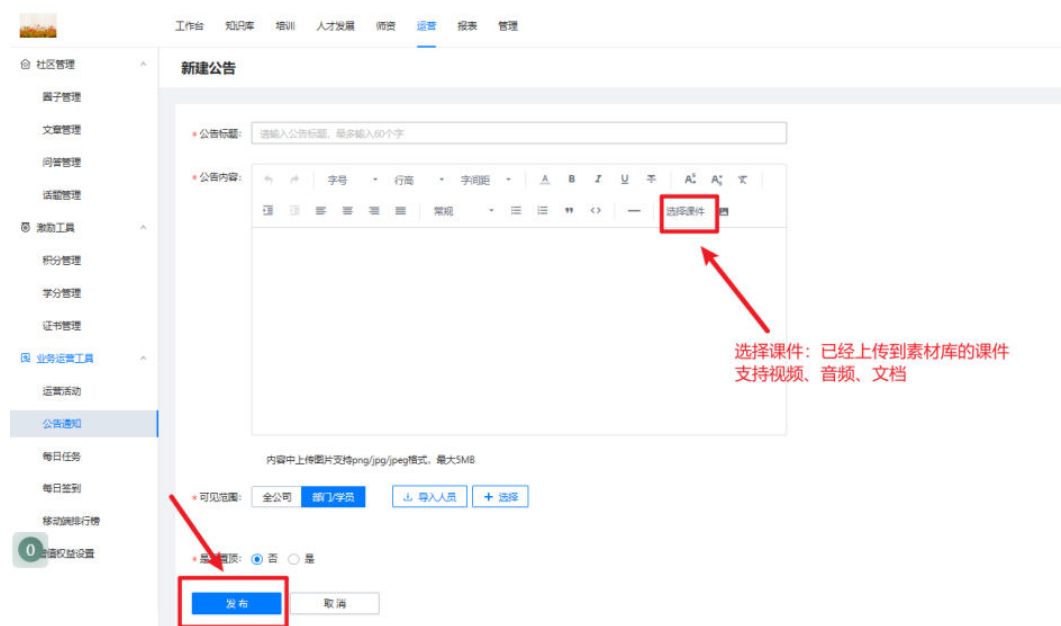 工作台 知识库 培训 人才发展 师资 运营 报表 管理
社区管理
新建公告
圈子管理
文章管理
* 公告标题: 请输入公告标题，最多输入60个字
问答管理
* 公告内容: 字号 行高 字间距 A B I U
话题管理
常规 选择课件
激励工具
积分管理
学分管理
证书管理
业务运营工具
选择课件：已经上传到素材库的课件
支持视频、音频、文档
运营活动
公告通知
每日任务
内容中上传图片支持png/jpg/jpeg格式，最大5MB
每日签到
* 可见范围: 全公司 部门/学员 导入人员 + 选择
移动端排行榜
0 值权益设置
* 是 置顶: 否 是
发布 取消